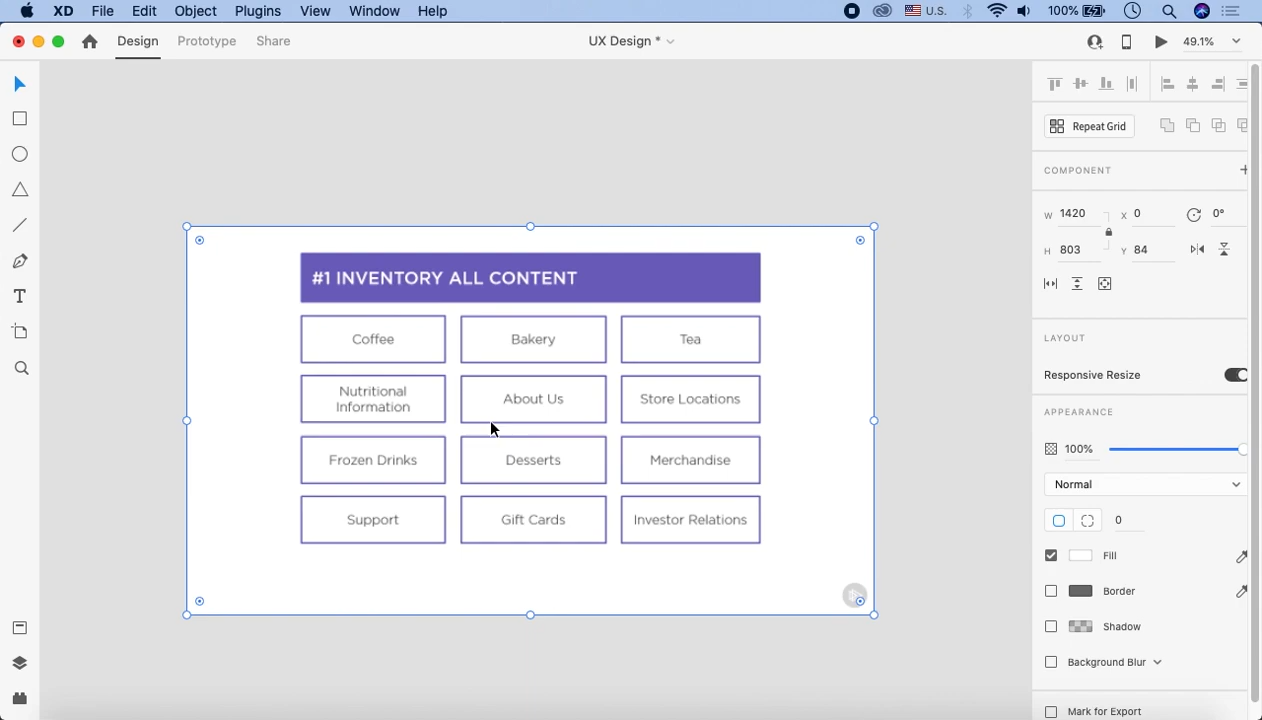 XD File Edit Object Plugins View Window Help U.S. 100%
Design Prototype Share UX Design * 49.1%
Repeat Grid
COMPONENT
W 1420 X 0 0°
H 803 Y 84
LAYOUT
Responsive Resize
APPEARANCE
100%
Normal
0
Fill
Border
Shadow
Background Blur
Mark for Export
#1 INVENTORY ALL CONTENT
Coffee Bakery Tea
Nutritional
Information
About Us Store Locations
Frozen Drinks Desserts Merchandise
Support Gift Cards Investor Relations